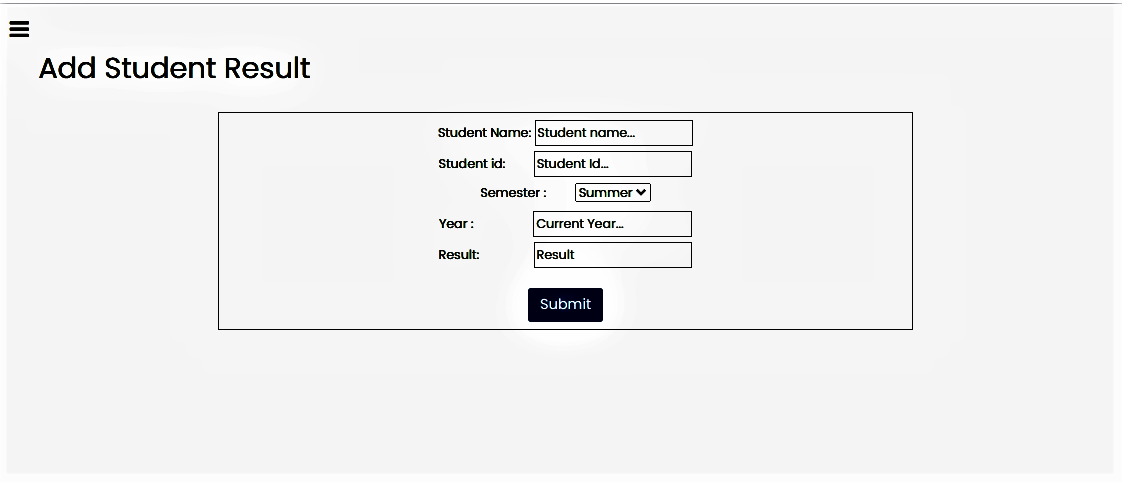 Add Student Result
Student Name: Student name...
Student id: Student Id...
Semester : Summer
Year : Current Year...
Result: Result
Submit